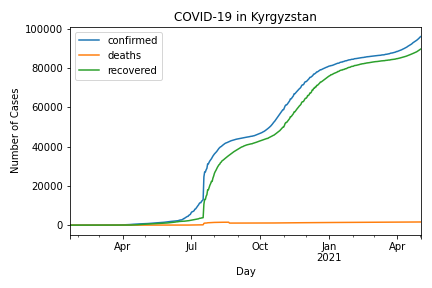 COVID-19 in Kyrgyzstan
confirmed
deaths
recovered
Number of Cases
100000
80000
60000
40000
20000
0
Apr
Jul
Oct
Jan
2021
Apr
Day